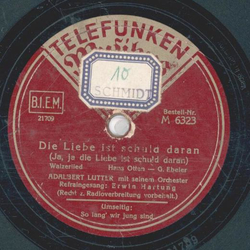 TELEFUNKEN
Musikus
10
SCHMIDT
B.I.E.M.
21709
Bestell-Nr.
M 6323
Die Liebe ist schuld daran
(Ja, ja die Liebe ist schuld daran)
Walzerlied Hans Otten — G. Ebeler
ADALBERT LUTTER mit seinem Orchester
Refraingesang: Erwin Hartung
(Recht z. Radioverbreitung vorbehalt.)
Umseitig:
So lang' wir jung sind